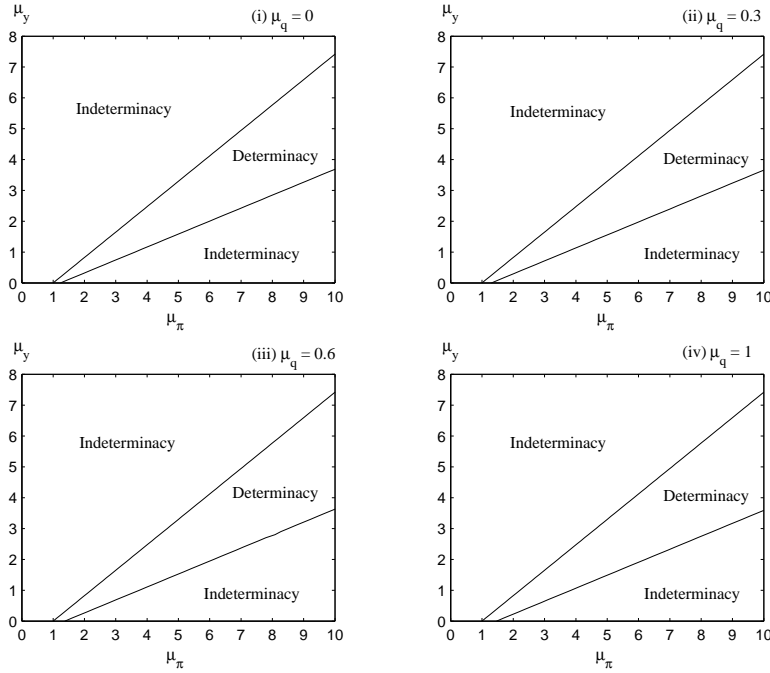 μ_y
(i) μ_q = 0
8
7
6
5
4
3
2
1
0
Indeterminacy
Determinacy
Indeterminacy
0 1 2 3 4 5 6 7 8 9 10
μ_π
μ_y
(ii) μ_q = 0.3
8
7
6
5
4
3
2
1
0
Indeterminacy
Determinacy
Indeterminacy
0 1 2 3 4 5 6 7 8 9 10
μ_π
μ_y
(iii) μ_q = 0.6
8
7
6
5
4
3
2
1
0
Indeterminacy
Determinacy
Indeterminacy
0 1 2 3 4 5 6 7 8 9 10
μ_π
μ_y
(iv) μ_q = 1
8
7
6
5
4
3
2
1
0
Indeterminacy
Determinacy
Indeterminacy
0 1 2 3 4 5 6 7 8 9 10
μ_π